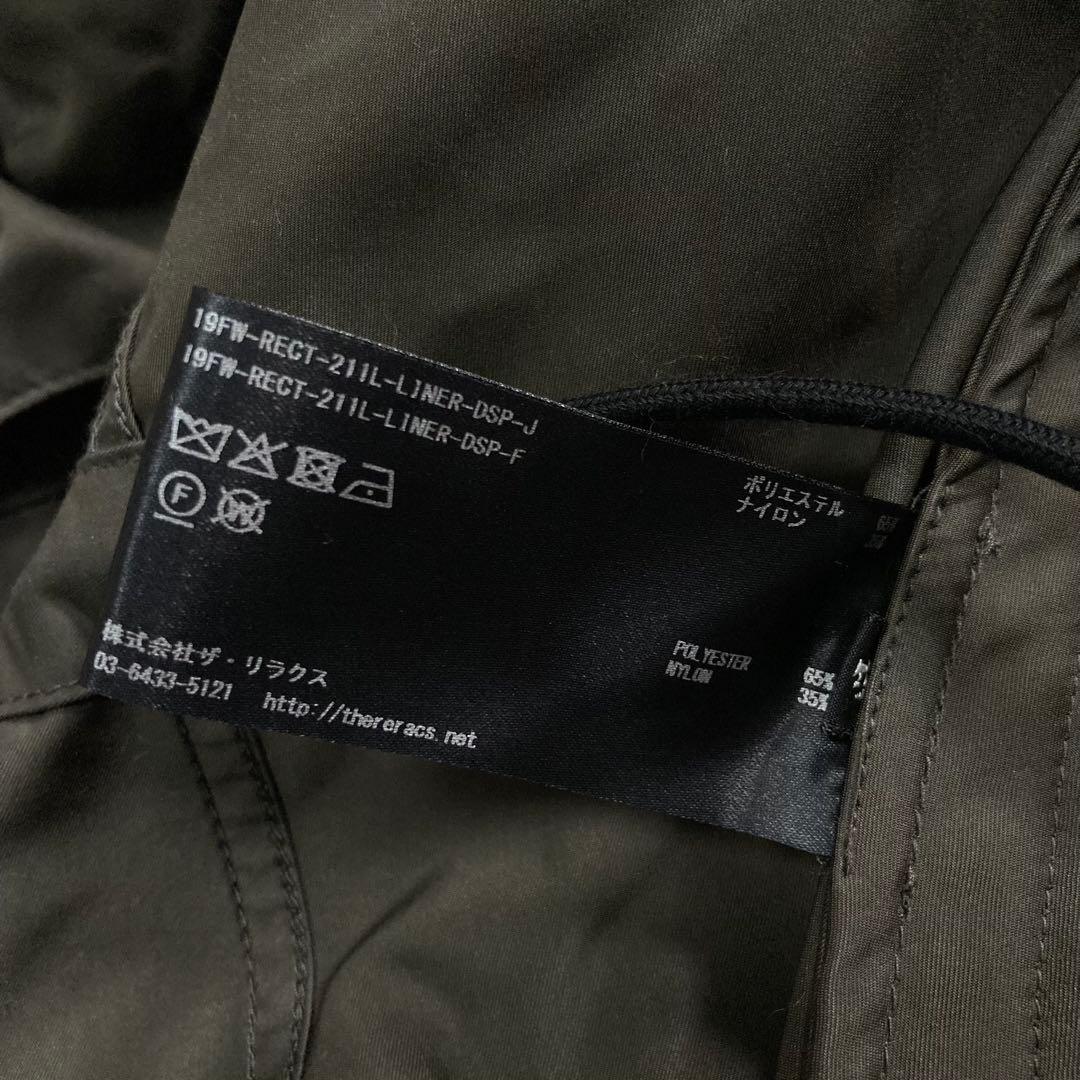 19FW-RECT-211L-LINER-DSP-J
19FW-RECT-211L-LINER-DSP-F
F
W
ポリエステル
ナイロン
株式会社ザ・リラクス
03-6433-5121 http://thereracs.net
POLYESTER 65%
NYLON 35%